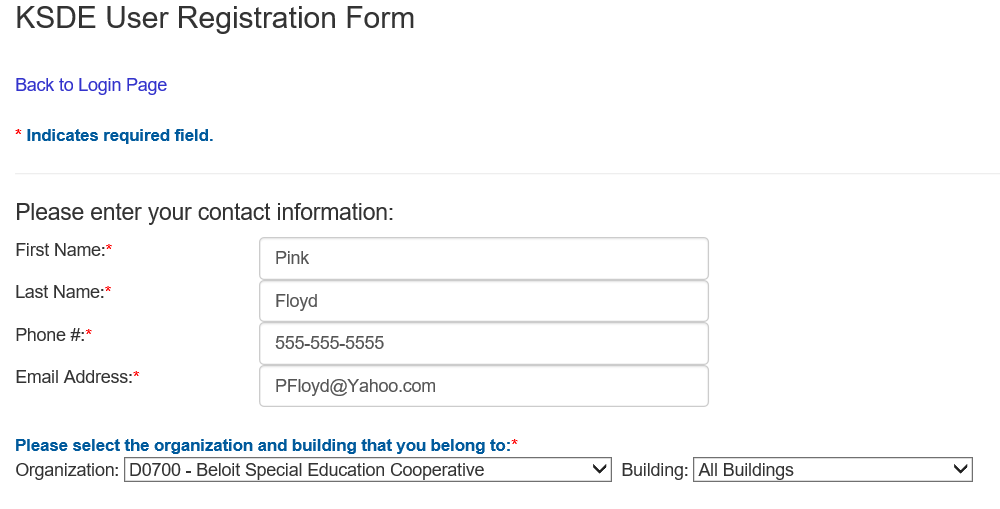 KSDE User Registration Form
Back to Login Page
* Indicates required field.
Please enter your contact information:
First Name:* Pink
Last Name:* Floyd
Phone #:* 555-555-5555
Email Address:* PFloyd@Yahoo.com
Please select the organization and building that you belong to:*
Organization: D0700 - Beloit Special Education Cooperative Building: All Buildings